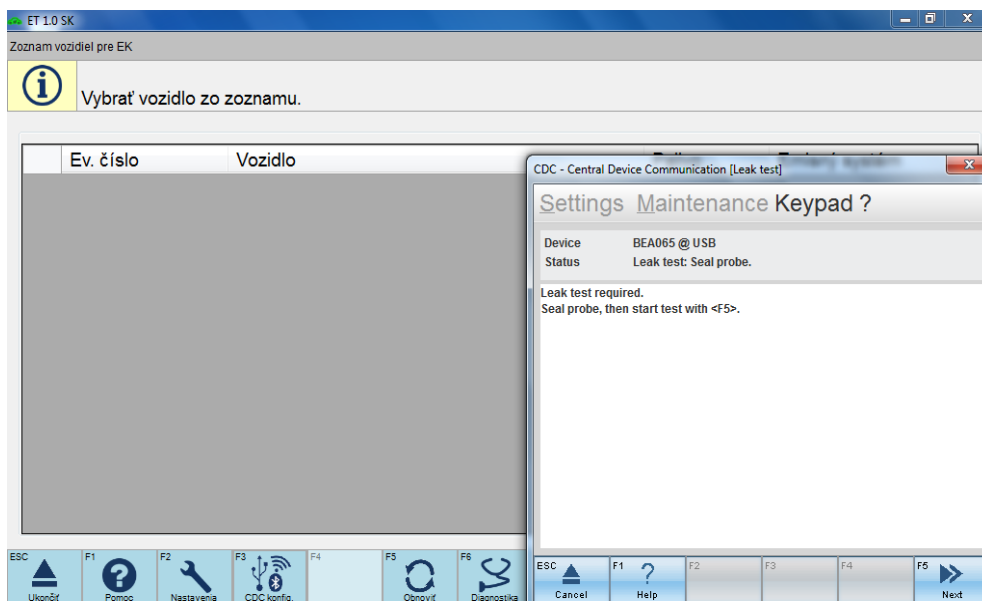 ET 1.0 SK
Zoznam vozidiel pre EK
Vybrať vozidlo zo zoznamu.
Ev. číslo Vozidlo
CDC - Central Device Communication [Leak test]
Settings Maintenance Keypad ?
Device BEA065 @ USB
Status Leak test: Seal probe.
Leak test required.
Seal probe, then start test with <F5>.
ESC F1 F2 F3 F4 F5 F6
Ukončiť Pomoc Nastavenia CDC konfig. Obnoviť Diagnostika
ESC F1 F2 F3 F4 F5
Cancel Help Next